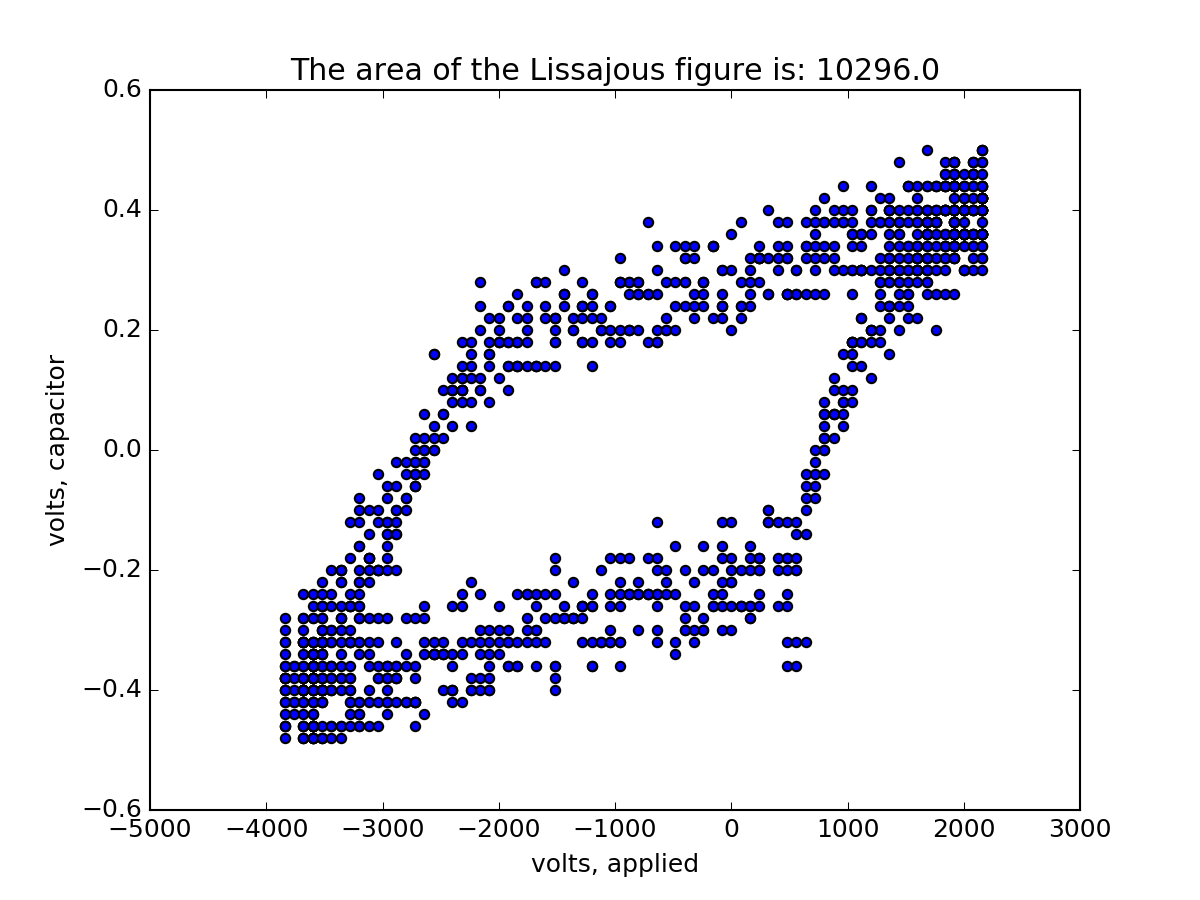 The area of the Lissajous figure is: 10296.0
0.6
0.4
0.2
0.0
−0.2
−0.4
−0.6
−5000 −4000 −3000 −2000 −1000 0 1000 2000 3000
volts, capacitor
volts, applied